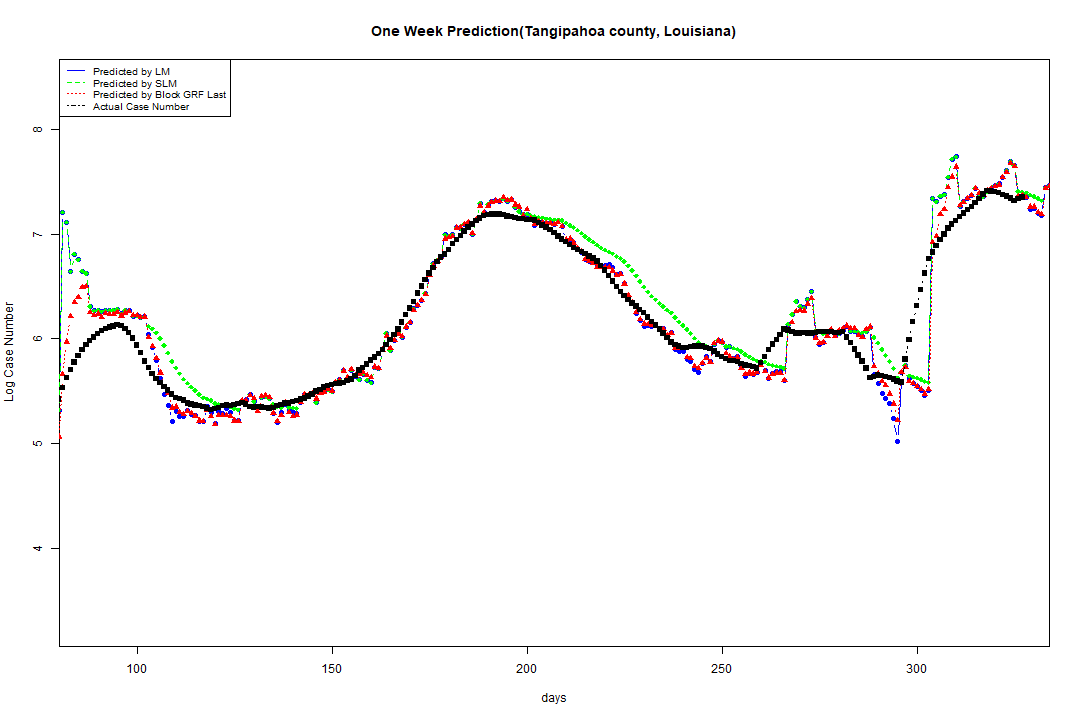 One Week Prediction(Tangipahoa county, Louisiana)
Predicted by LM
Predicted by SLM
Predicted by Block GRF Last
Actual Case Number
8
7
6
5
4
Log Case Number
100 150 200 250 300
days